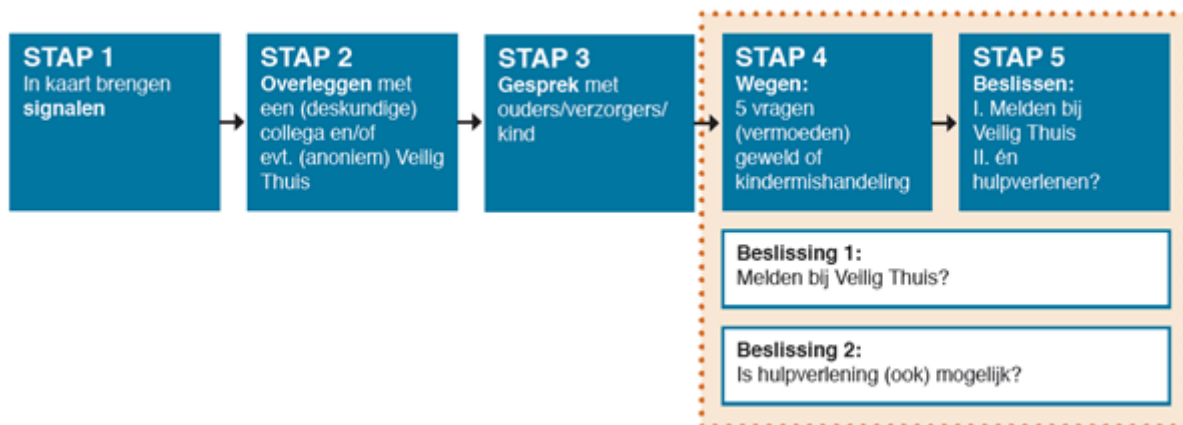 STAP 1
In kaart brengen
signalen
STAP 2
Overleggen met
een (deskundige)
collega en/of
evt. (anoniem) Veilig
Thuis
STAP 3
Gesprek met
ouders/verzorgers/
kind
STAP 4
Wegen:
5 vragen
(vermoeden)
geweld of
kindermishandeling
STAP 5
Beslissen:
I. Melden bij
Veilig Thuis
II. én
hulpverlenen?
Beslissing 1:
Melden bij Veilig Thuis?
Beslissing 2:
Is hulpverlening (ook) mogelijk?